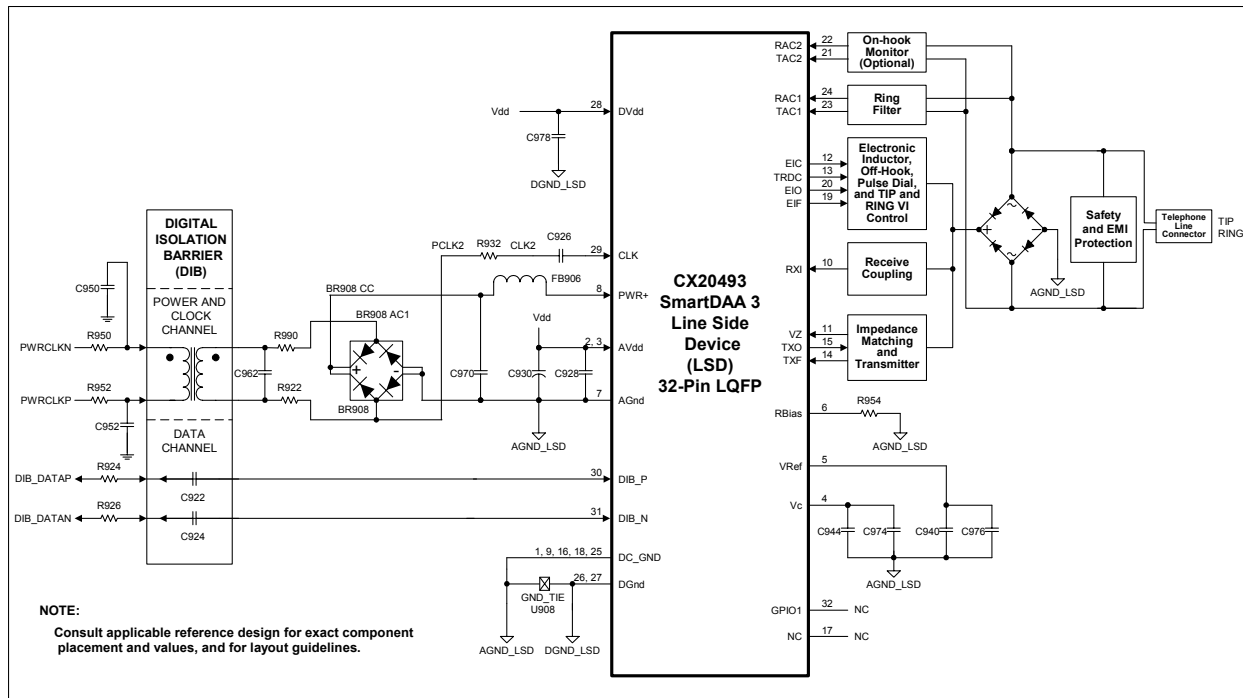 RAC2
22
TAC2
21
On-hook
Monitor
(Optional)
RAC1
24
TAC1
23
Ring
Filter
Vdd
28
DVdd
C978
DGND_LSD
EIC
12
TRDC
13
EIO
20
EIF
19
Electronic
Inductor,
Off-Hook,
Pulse Dial,
and TIP and
RING VI
Control
~
+
-
~
AGND_LSD
Safety
and EMI
Protection
Telephone
Line
Connector
TIP
RING
DIGITAL
ISOLATION
BARRIER
(DIB)
POWER AND
CLOCK
CHANNEL
DATA
CHANNEL
C950
R950
PWRCLKN
R952
PWRCLKP
C952
R990
C962
R922
BR908 CC
BR908 AC1
+
-
BR908
PCLK2
R932
CLK2
C926
29
CLK
FB906
8
PWR+
Vdd
2, 3
AVdd
C970
C930
C928
7
AGnd
AGND_LSD
CX20493
SmartDAA 3
Line Side
Device
(LSD)
32-Pin LQFP
RXI
10
Receive
Coupling
VZ
11
TXO
15
TXF
14
Impedance
Matching
and
Transmitter
RBias
6
R954
AGND_LSD
VRef
5
Vc
4
C944
C974
C940
C976
AGND_LSD
R924
DIB_DATAP
C922
30
DIB_P
R926
DIB_DATAN
C924
31
DIB_N
1, 9, 16, 18, 25
DC_GND
26, 27
DGnd
GND_TIE
U908
AGND_LSD
DGND_LSD
GPIO1
32
NC
NC
17
NC
NOTE:
Consult applicable reference design for exact component
placement and values, and for layout guidelines.